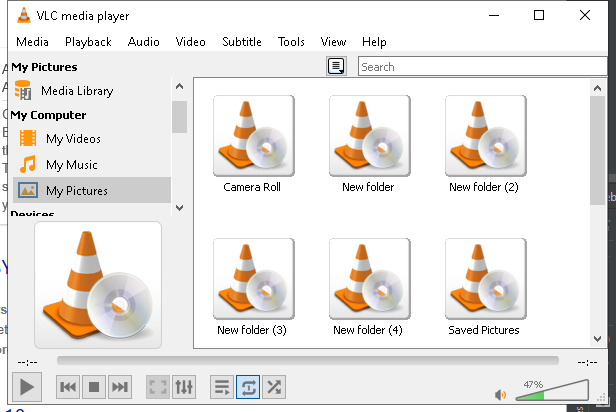 VLC media player
Media Playback Audio Video Subtitle Tools View Help
My Pictures
Search
Media Library
My Computer
My Videos
My Music
My Pictures
Devices
Camera Roll
New folder
New folder (2)
New folder (3)
New folder (4)
Saved Pictures
--:--
--:--
47%